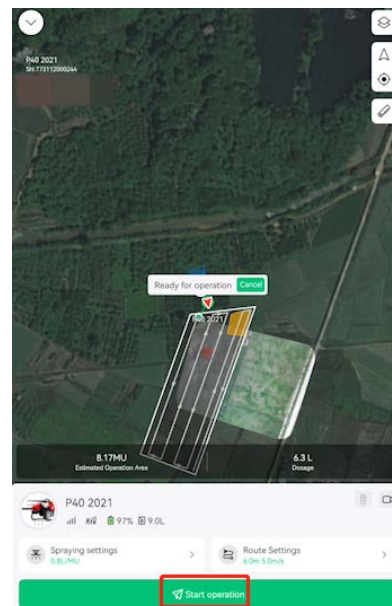 P40 2021
SN:773112000244
Ready for operation Cancel
P40 2021
8.17MU
Estimated Operation Area
6.3 L
Dosage
P40 2021
97% 9.0L
Spraying settings
0.8L/MU
Route Settings
6.0m 5.0m/s
Start operation